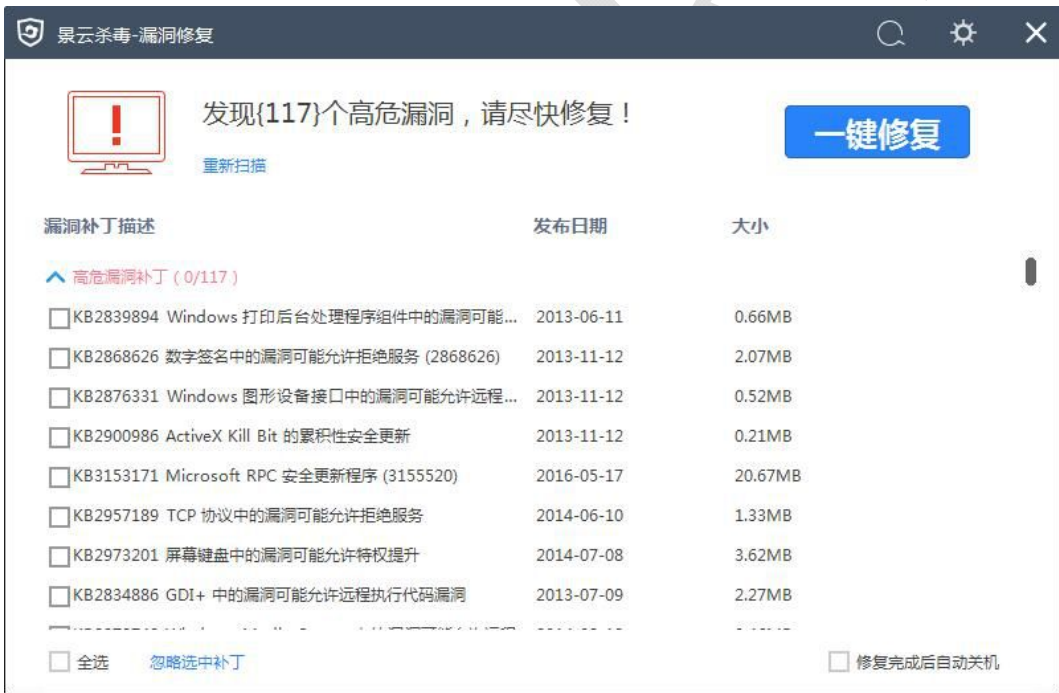 景云杀毒-漏洞修复
发现{117}个高危漏洞，请尽快修复！
一键修复
重新扫描
漏洞补丁描述 发布日期 大小
高危漏洞补丁（0/117）
KB2839894 Windows 打印后台处理程序组件中的漏洞可能... 2013-06-11 0.66MB
KB2868626 数字签名中的漏洞可能允许拒绝服务 (2868626) 2013-11-12 2.07MB
KB2876331 Windows 图形设备接口中的漏洞可能允许远程... 2013-11-12 0.52MB
KB2900986 ActiveX Kill Bit 的累积性安全更新 2013-11-12 0.21MB
KB3153171 Microsoft RPC 安全更新程序 (3155520) 2016-05-17 20.67MB
KB2957189 TCP 协议中的漏洞可能允许拒绝服务 2014-06-10 1.33MB
KB2973201 屏幕键盘中的漏洞可能允许特权提升 2014-07-08 3.62MB
KB2834886 GDI+ 中的漏洞可能允许远程执行代码漏洞 2013-07-09 2.27MB
全选 忽略选中补丁 修复完成后自动关机